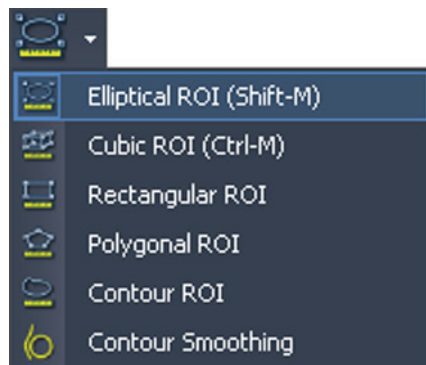 Elliptical ROI (Shift-M)
Cubic ROI (Ctrl-M)
Rectangular ROI
Polygonal ROI
Contour ROI
Contour Smoothing